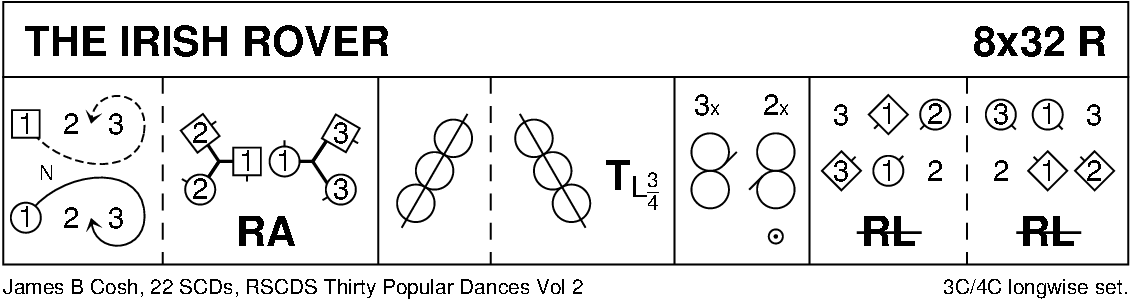 THE IRISH ROVER 8x32 R
1 2 3
N
1 2 3
2 1 1 3
2 3
RA
TL3/4
3x 2x
3 1 2 3 1 3
3 1 2 2 1 2
RL RL
James B Cosh, 22 SCDs, RSCDS Thirty Popular Dances Vol 2 3C/4C longwise set.